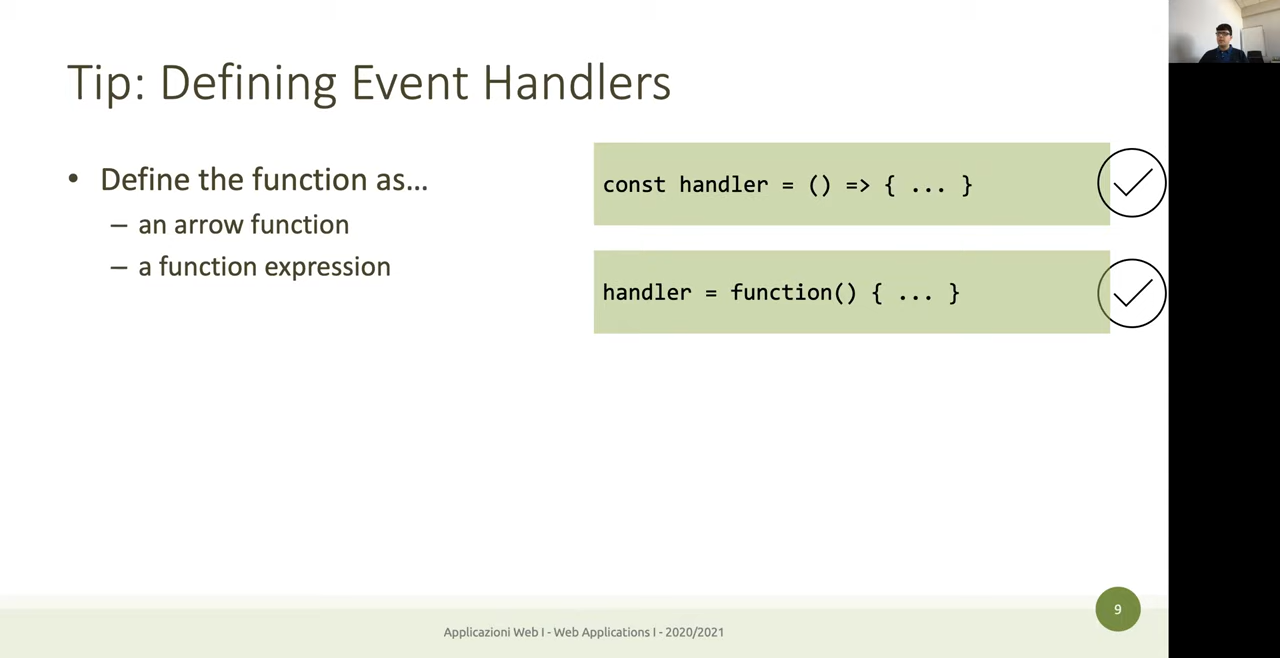 Tip: Defining Event Handlers
• Define the function as…
– an arrow function
– a function expression
const handler = () => { ... }
handler = function() { ... }
9
Applicazioni Web I - Web Applications I - 2020/2021